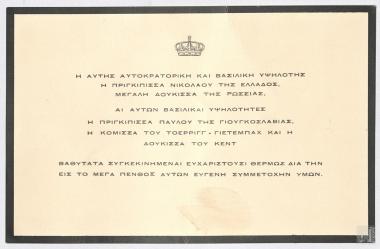 Η ΑΥΤΗΣ ΑΥΤΟΚΡΑΤΟΡΙΚΗ ΚΑΙ ΒΑΣΙΛΙΚΗ ΥΨΗΛΟΤΗΣ
Η ΠΡΙΓΚΙΠΙΣΣΑ ΝΙΚΟΛΑΟΥ ΤΗΣ ΕΛΛΑΔΟΣ,
ΜΕΓΑΛΗ ΔΟΥΚΙΣΣΑ ΤΗΣ ΡΩΣΣΙΑΣ,
ΑΙ ΑΥΤΩΝ ΒΑΣΙΛΙΚΑΙ ΥΨΗΛΟΤΗΤΕΣ
Η ΠΡΙΓΚΙΠΙΣΣΑ ΠΑΥΛΟΥ ΤΗΣ ΓΙΟΥΓΚΟΣΛΑΒΙΑΣ,
Η ΚΟΜΙΣΣΑ ΤΟΥ ΤΟΕΡΡΙΓΓ - ΓΙΕΤΕΜΠΑΧ ΚΑΙ Η
ΔΟΥΚΙΣΣΑ ΤΟΥ ΚΕΝΤ
ΒΑΘΥΤΑΤΑ ΣΥΓΚΕΚΙΝΗΜΕΝΑΙ ΕΥΧΑΡΙΣΤΟΥΣΙ ΘΕΡΜΩΣ ΔΙΑ ΤΗΝ
ΕΙΣ ΤΟ ΜΕΓΑ ΠΕΝΘΟΣ ΑΥΤΩΝ ΕΥΓΕΝΗ ΣΥΜΜΕΤΟΧΗΝ ΥΜΩΝ.